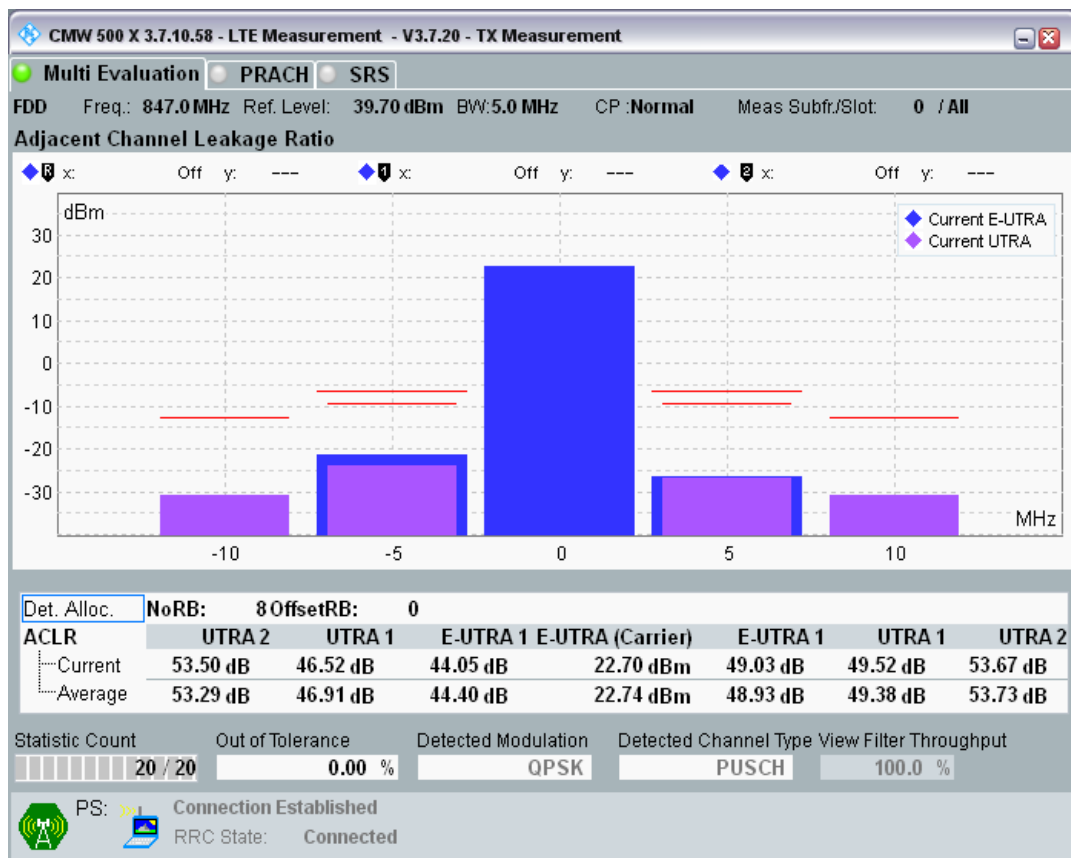 CMW 500 X 3.7.10.58 - LTE Measurement - V3.7.20 - TX Measurement
Multi Evaluation PRACH SRS
FDD Freq.: 847.0 MHz Ref. Level: 39.70 dBm BW:5.0 MHz CP :Normal Meas Subfr./Slot: 0 / All
Adjacent Channel Leakage Ratio
R x: Off y: --- 1 x: Off y: --- 2 x: Off y: ---
dBm
Current E-UTRA
Current UTRA
30
20
10
0
-10
-20
-30
MHz
-10 -5 0 5 10
Det. Alloc. NoRB: 8 OffsetRB: 0
ACLR UTRA 2 UTRA 1 E-UTRA 1 E-UTRA (Carrier) E-UTRA 1 UTRA 1 UTRA 2
Current 53.50 dB 46.52 dB 44.05 dB 22.70 dBm 49.03 dB 49.52 dB 53.67 dB
Average 53.29 dB 46.91 dB 44.40 dB 22.74 dBm 48.93 dB 49.38 dB 53.73 dB
Statistic Count Out of Tolerance Detected Modulation Detected Channel Type View Filter Throughput
20 / 20 0.00 % QPSK PUSCH 100.0 %
PS: Connection Established
RRC State: Connected